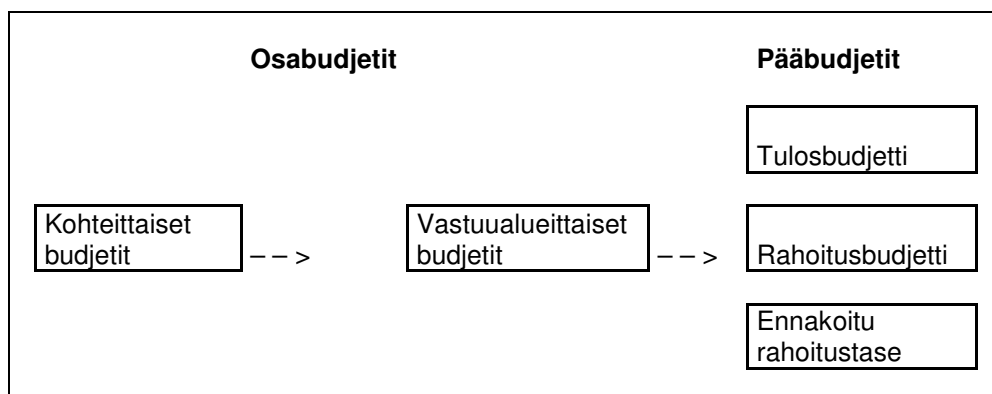 Osabudjetit
Pääbudjetit
Tulosbudjetti
Kohteittaiset
budjetit
– – >
Vastuualueittaiset
budjetit
– – >
Rahoitusbudjetti
Ennakoitu
rahoitustase